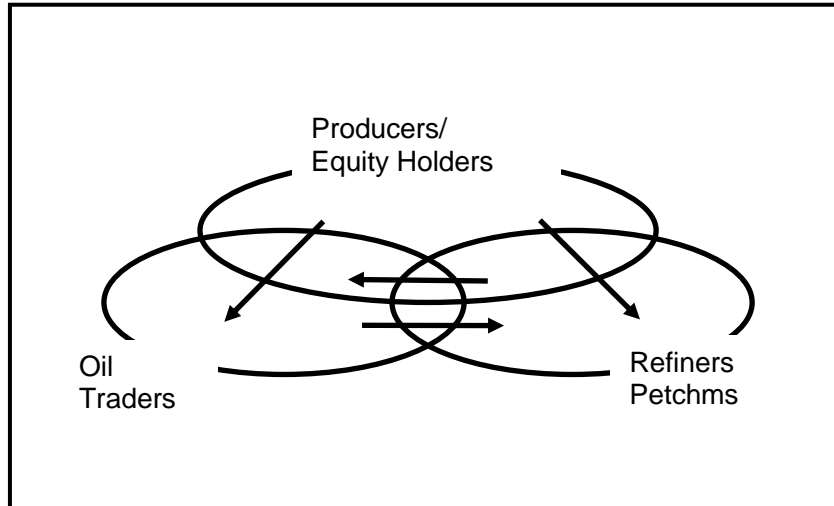 Producers/
Equity Holders
Oil
Traders
Refiners
Petchms